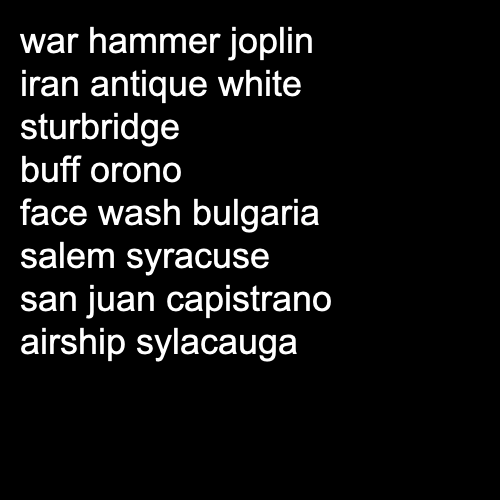 war hammer joplin
iran antique white
sturbridge
buff orono
face wash bulgaria
salem syracuse
san juan capistrano
airship sylacauga